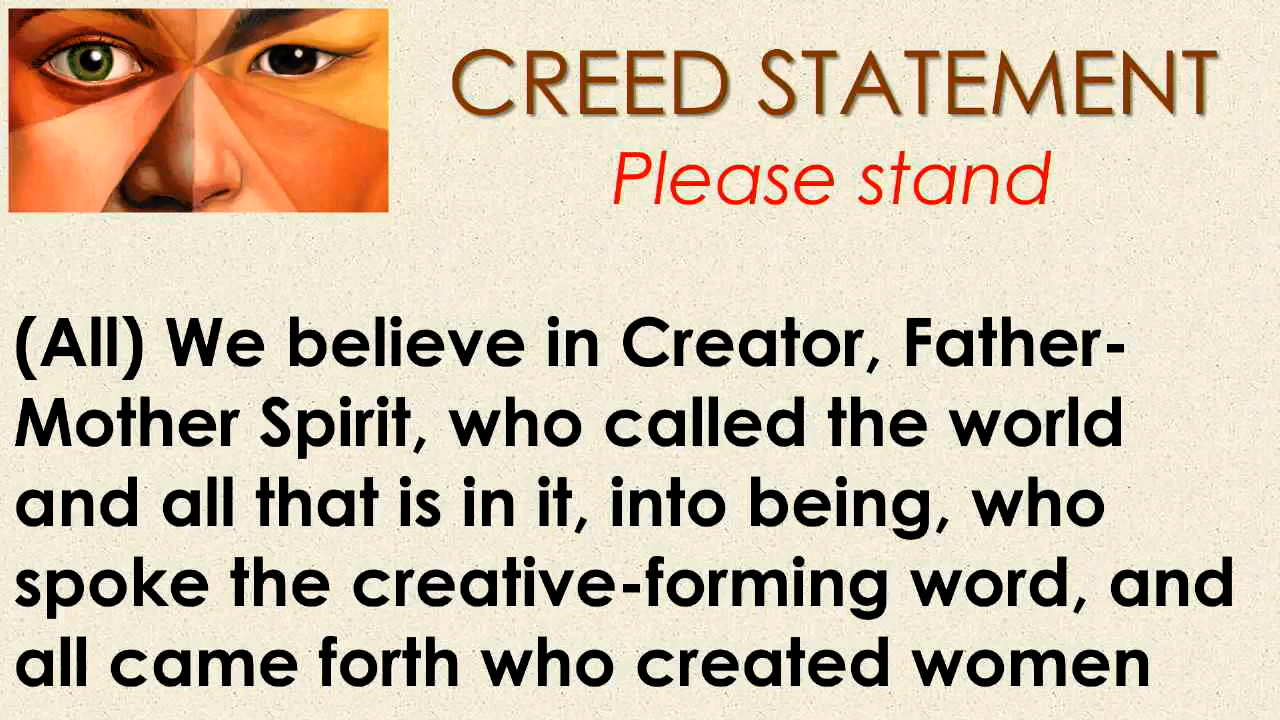 CREED STATEMENT
Please stand
(All) We believe in Creator, Father-
Mother Spirit, who called the world
and all that is in it, into being, who
spoke the creative-forming word, and
all came forth who created women